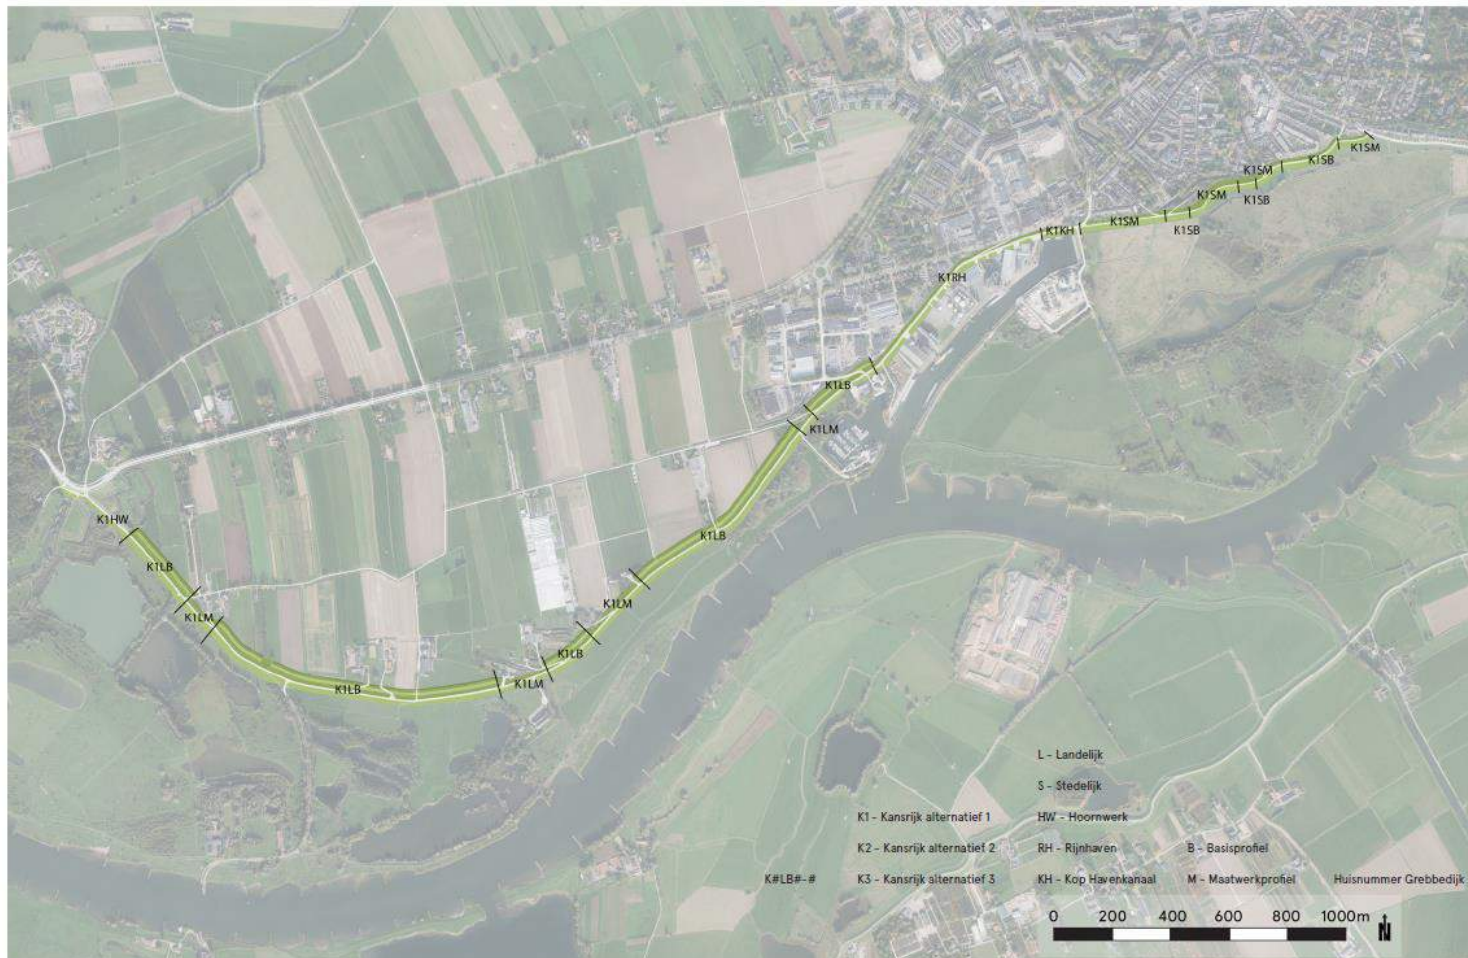 K1SM
K1SB
K1SM
K1SB
K1SM
K1SB
K1SM
K1KH
K1RH
K1LB
K1LM
K1HW
K1LB
K1LB
K1LM
K1LM
K1LB
K1LM
K1LB
L - Landelijk
S - Stedelijk
K1 - Kansrijk alternatief 1 HW - Hoornwerk
K2 - Kansrijk alternatief 2 RH - Rijnhaven B - Basisprofiel
K#LB#-# K3 - Kansrijk alternatief 3 KH - Kop Havenkanaal M - Maatwerkprofiel Huisnummer Grebbedijk
0 200 400 600 800 1000m N